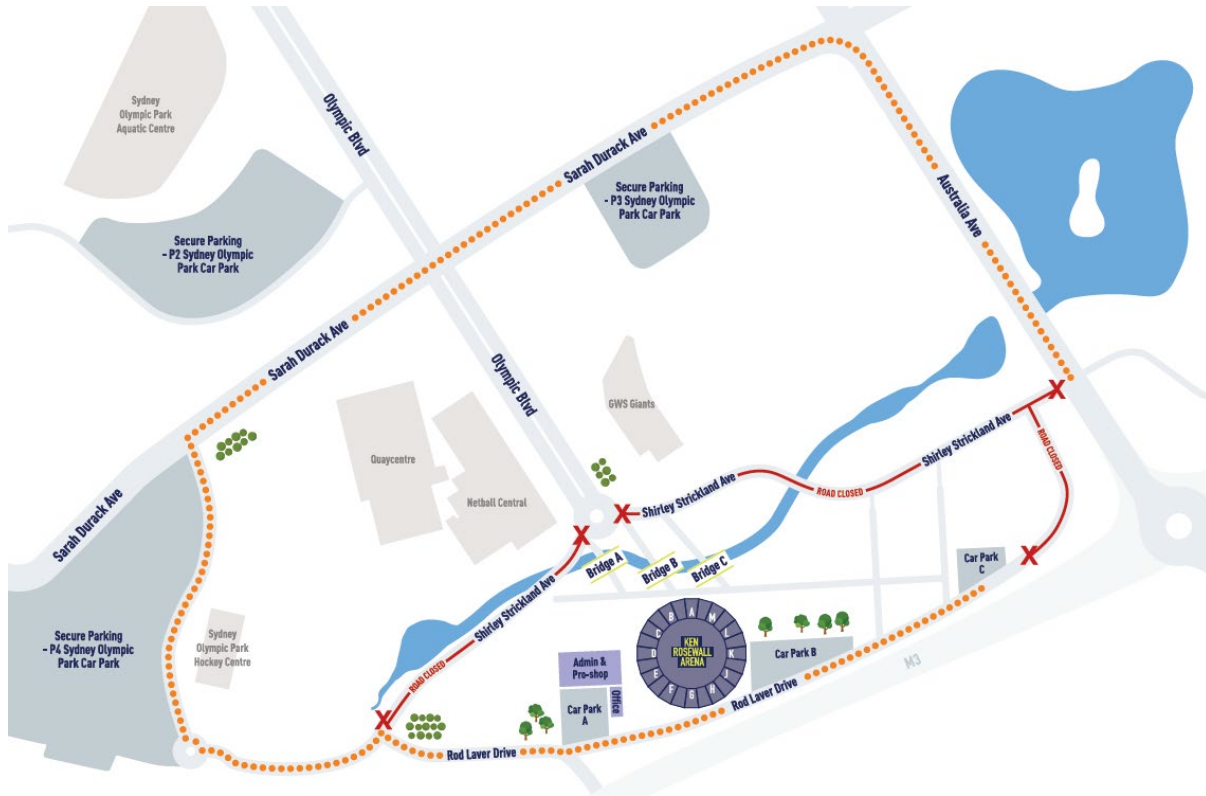 Sydney
Olympic Park
Aquatic Centre
Olympic Blvd
Sarah Durack Ave
Secure Parking
- P3 Sydney Olympic
Park Car Park
Australia Ave
Secure Parking
- P2 Sydney Olympic
Park Car Park
Sarah Durack Ave
Olympic Blvd
GWS Giants
Quaycentre
Netball Central
Shirley Strickland Ave
ROAD CLOSED
X
ROAD CLOSED
Shirley Strickland Ave
X
X
Sarah Durack Ave
Bridge A
Bridge B
Bridge C
X
Car Park
C
Shirley Strickland Ave
ROAD CLOSED
X
Secure Parking
- P4 Sydney Olympic
Park Car Park
Sydney
Olympic Park
Hockey Centre
KEN
ROSEWALL
ARENA
A
M
L
K
J
H
G
F
E
D
C
B
Admin &
Pro-shop
Office
Car Park
A
Car Park B
M3
Rod Laver Drive
Rod Laver Drive